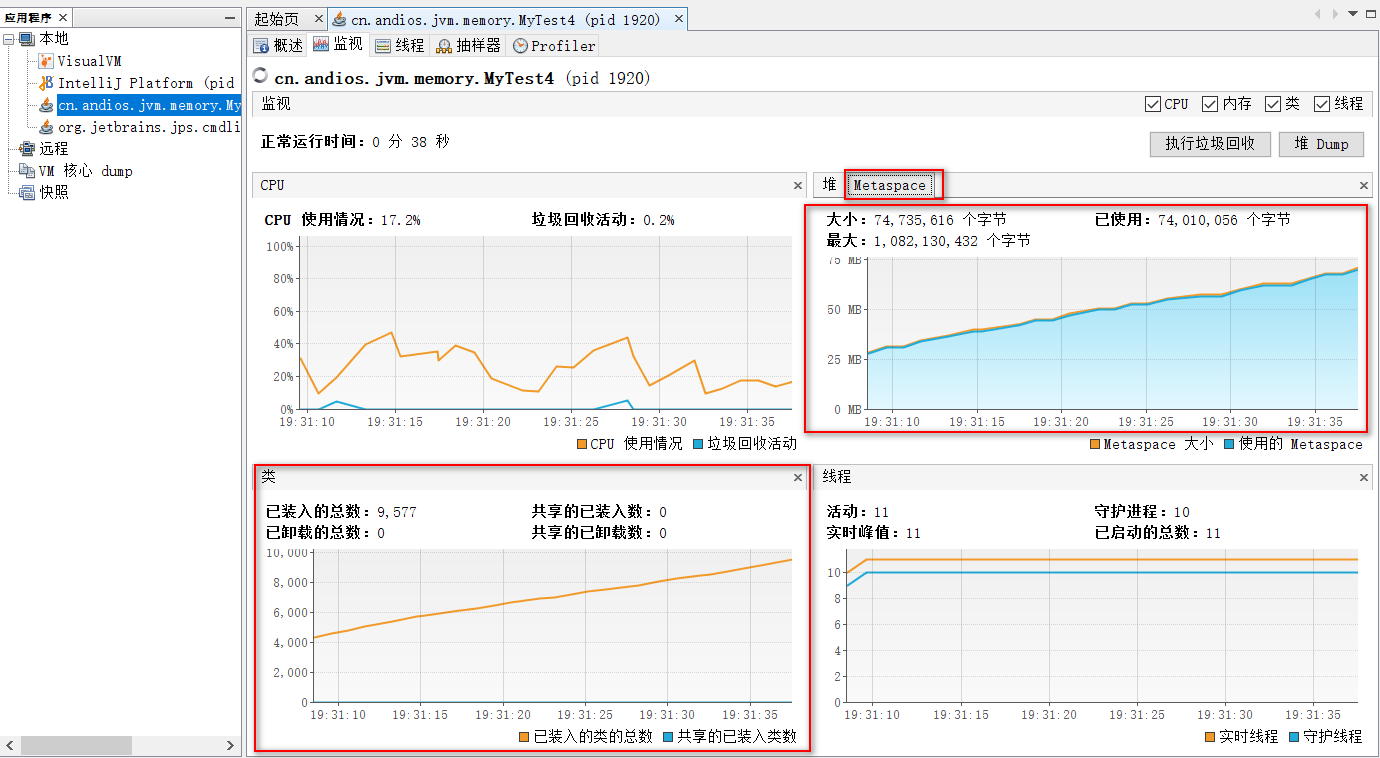 应用程序
本地
VisualVM
IntelliJ Platform (pid
cn.andios.jvm.memory.My
org.jetbrains.jps.cmdli
远程
VM 核心 dump
快照
起始页 cn.andios.jvm.memory.MyTest4 (pid 1920)
概述 监视 线程 抽样器 Profiler
cn.andios.jvm.memory.MyTest4 (pid 1920)
监视 CPU 内存 类 线程
正常运行时间: 0 分 38 秒 执行垃圾回收 堆 Dump
CPU
CPU 使用情况: 17.2% 垃圾回收活动: 0.2%
100%
80%
60%
40%
20%
0%
19:31:10 19:31:15 19:31:20 19:31:25 19:31:30 19:31:35
CPU 使用情况 垃圾回收活动
堆 Metaspace
大小: 74,735,616 个字节 已使用: 74,010,056 个字节
最大: 1,082,130,432 个字节
75 MB
50 MB
25 MB
0 MB
19:31:10 19:31:15 19:31:20 19:31:25 19:31:30 19:31:35
Metaspace 大小 使用的 Metaspace
类
已装入的总数: 9,577 共享的已装入数: 0
已卸载的总数: 0 共享的已卸载数: 0
10,000
8,000
6,000
4,000
2,000
0
19:31:10 19:31:15 19:31:20 19:31:25 19:31:30 19:31:35
已装入的类的总数 共享的已装入类数
线程
活动: 11 守护进程: 10
实时峰值: 11 已启动的总数: 11
10
8
6
4
2
0
19:31:10 19:31:15 19:31:20 19:31:25 19:31:30 19:31:35
实时线程 守护线程